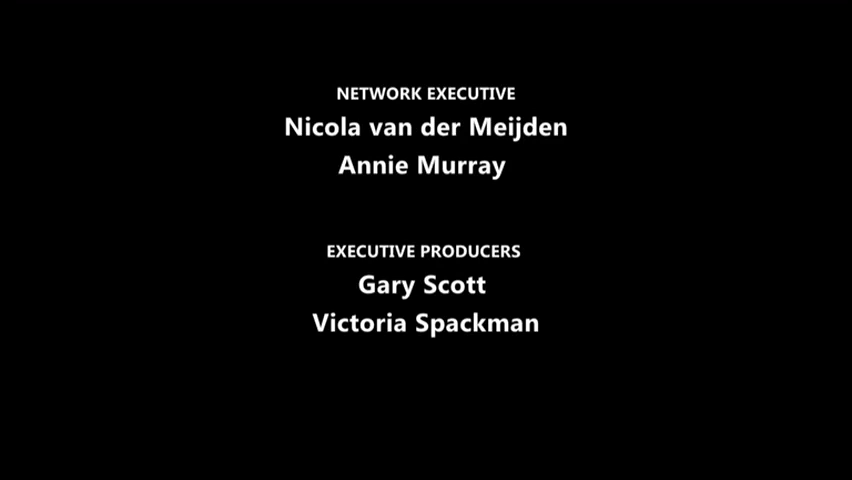 NETWORK EXECUTIVE
Nicola van der Meijden
Annie Murray
EXECUTIVE PRODUCERS
Gary Scott
Victoria Spackman